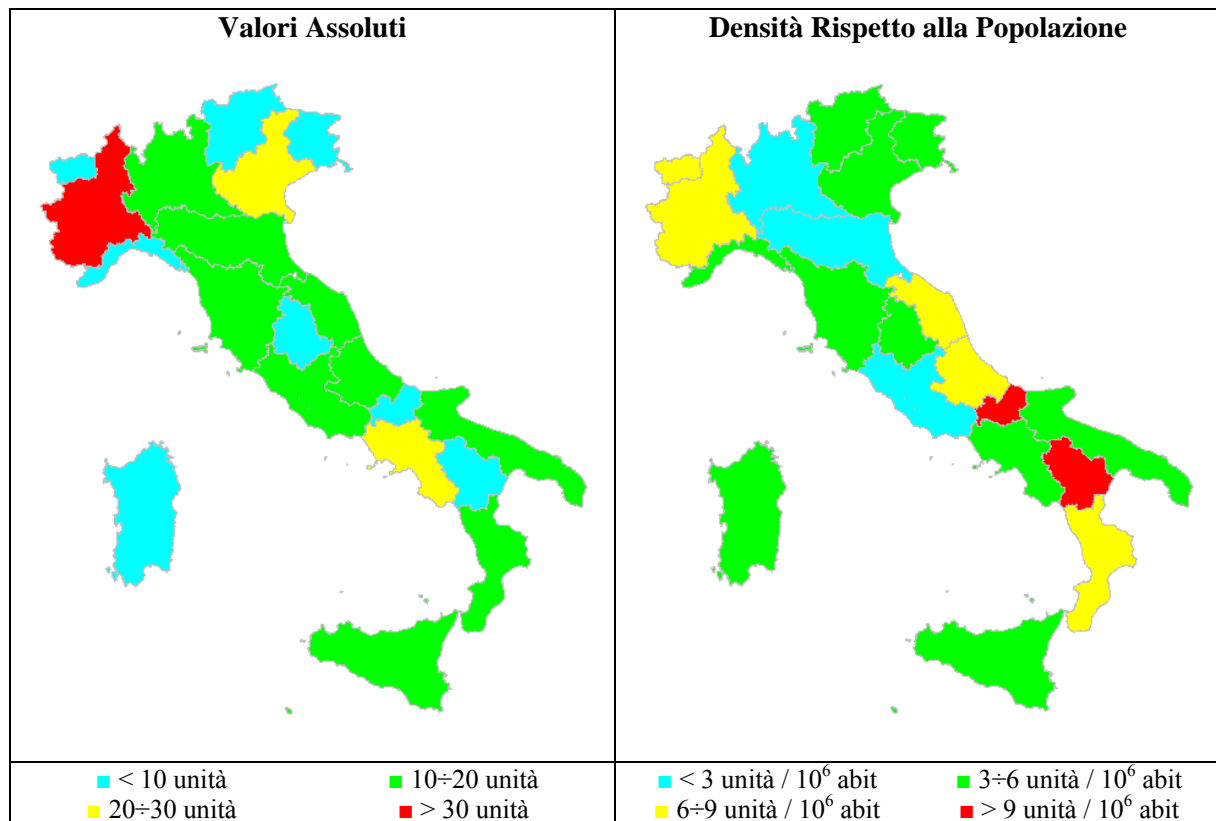 Valori Assoluti
Densità Rispetto alla Popolazione
< 10 unità
10÷20 unità
20÷30 unità
> 30 unità
< 3 unità / 10⁶ abit
3÷6 unità / 10⁶ abit
6÷9 unità / 10⁶ abit
> 9 unità / 10⁶ abit